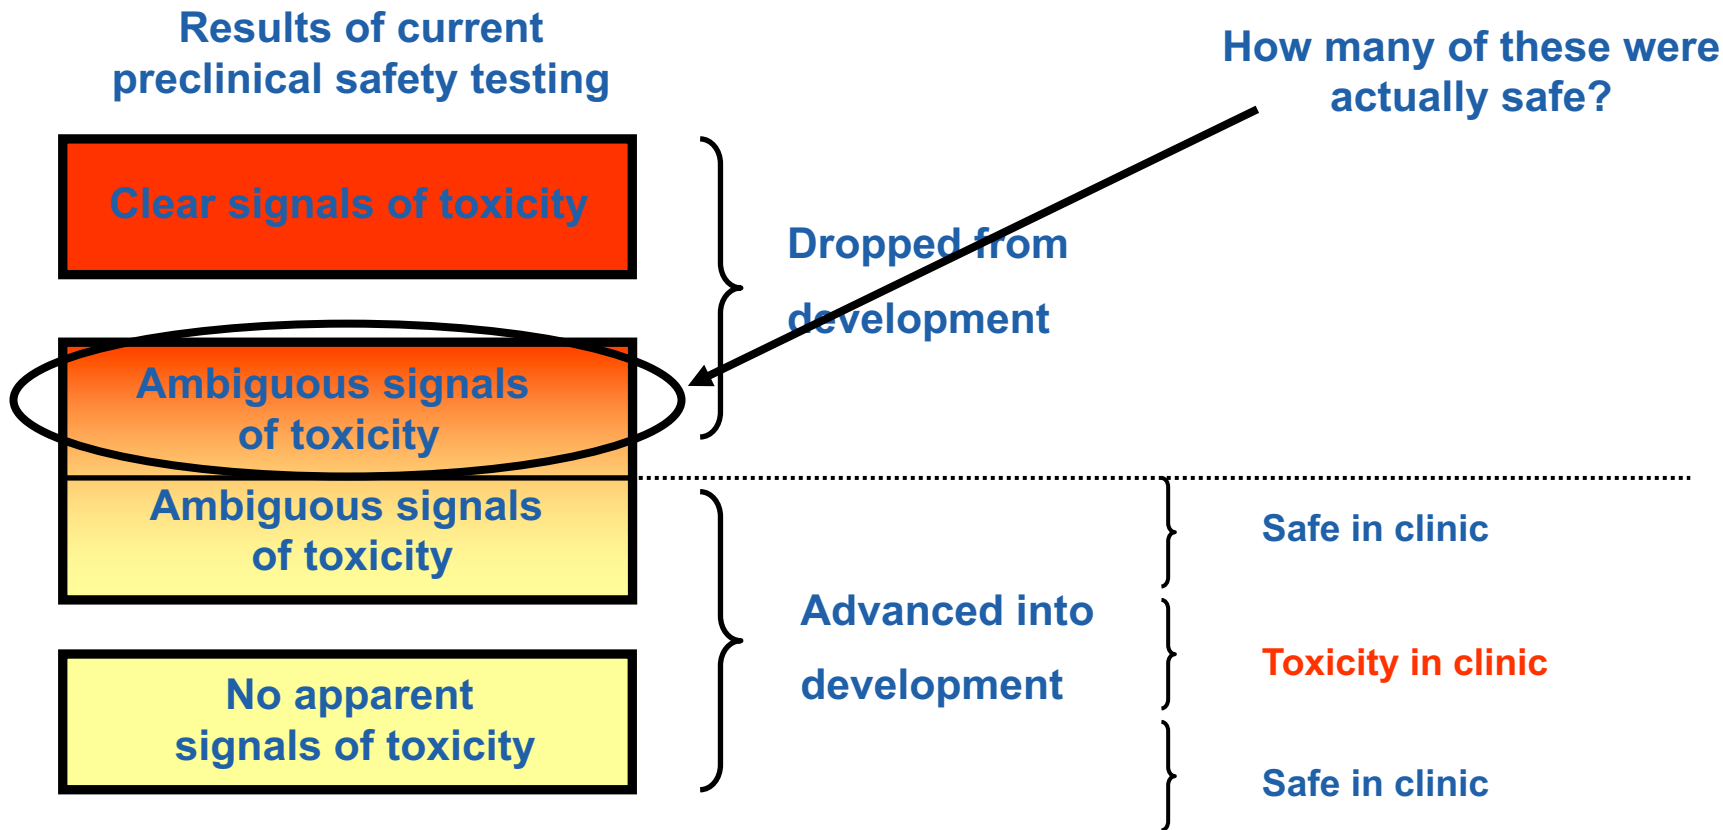 Results of current
preclinical safety testing
How many of these were
actually safe?
Clear signals of toxicity
Dropped from
development
Ambiguous signals
of toxicity
Ambiguous signals
of toxicity
Safe in clinic
Advanced into
development
Toxicity in clinic
No apparent
signals of toxicity
Safe in clinic